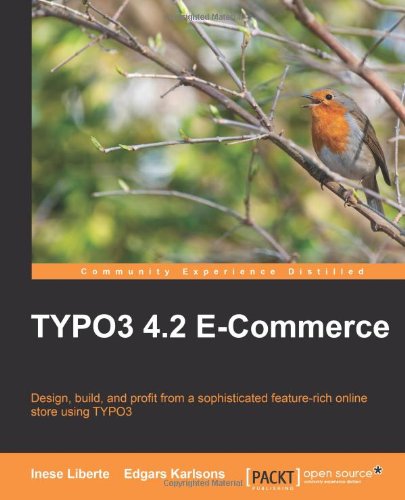 Copyrighted Material
Community Experience Distilled
TYPO3 4.2 E-Commerce
Design, build, and profit from a sophisticated feature-rich online
store using TYPO3
Inese Liberte Edgars Karlsons
[PACKT] open source*
PUBLISHING community experience distilled
Copyrighted Material